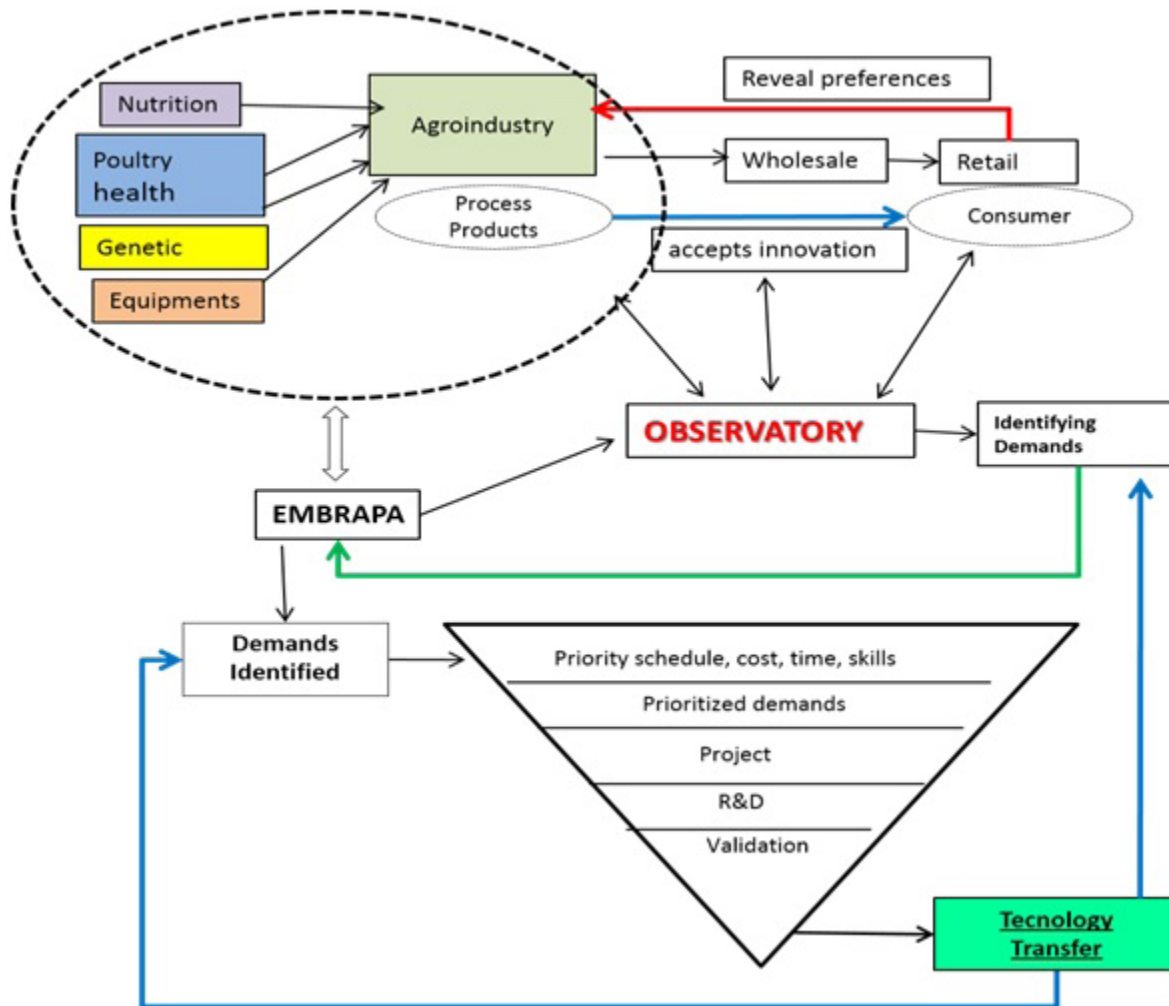 Nutrition
Poultry
health
Genetic
Equipments
Agroindustry
Process
Products
Reveal preferences
Wholesale
Retail
Consumer
accepts innovation
OBSERVATORY
Identifying
Demands
EMBRAPA
Demands
Identified
Priority schedule, cost, time, skills
Prioritized demands
Project
R&D
Validation
Tecnology
Transfer